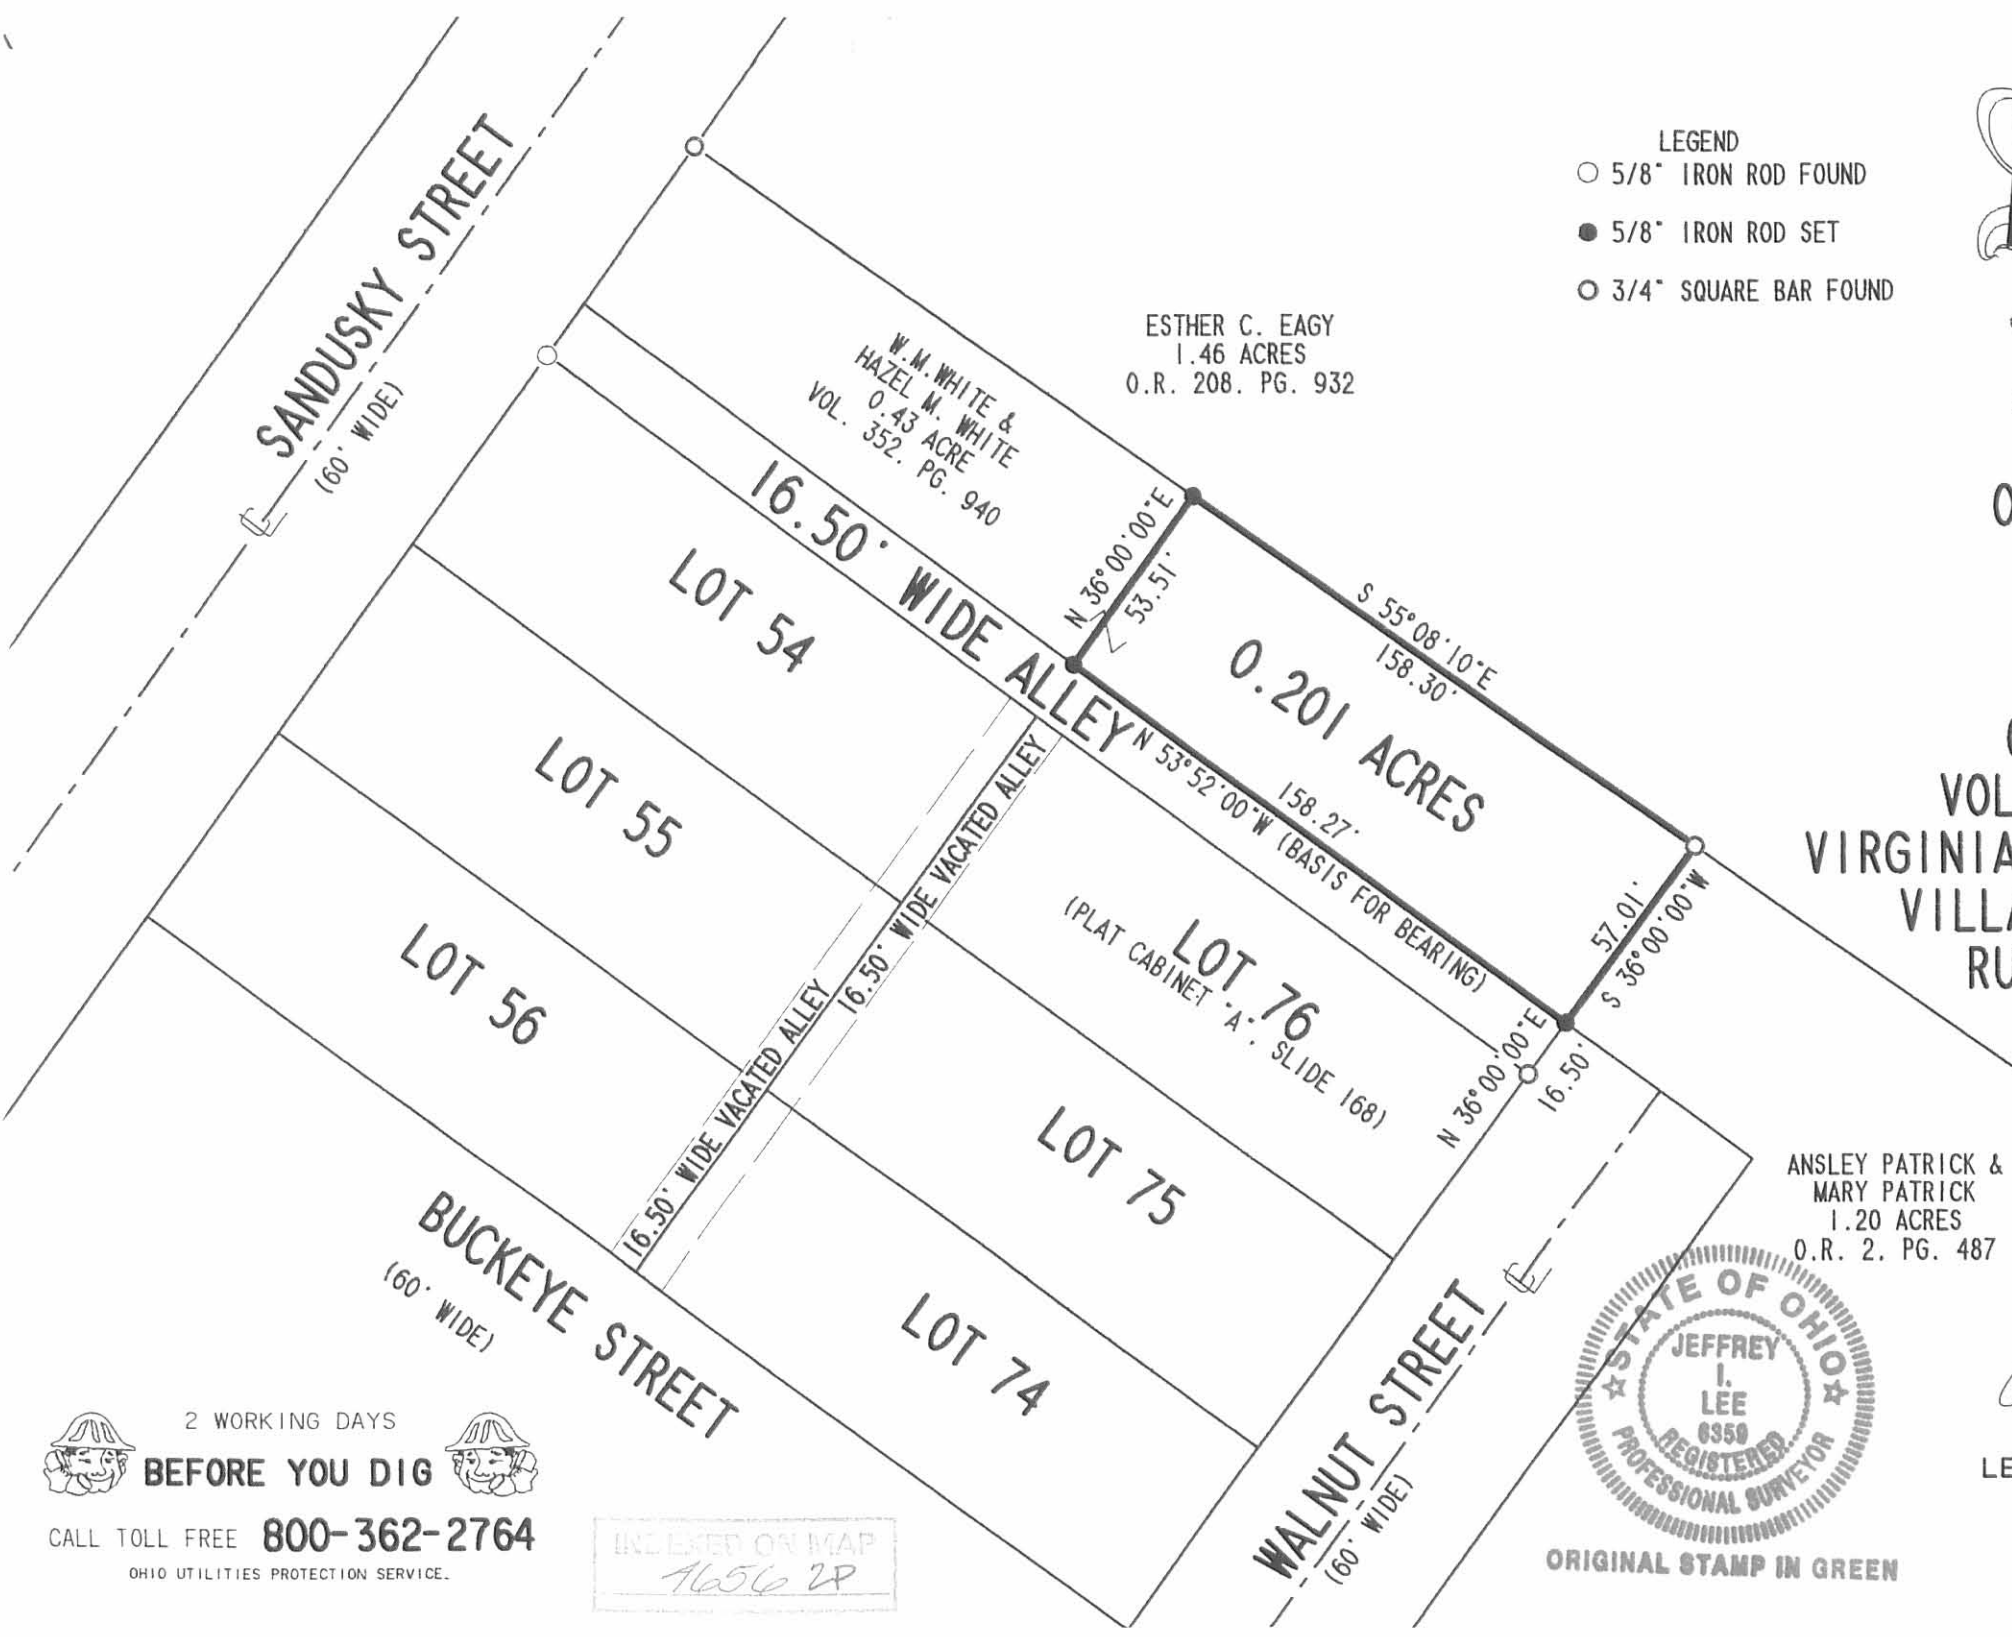 LEGEND
5/8" IRON ROD FOUND
5/8" IRON ROD SET
3/4" SQUARE BAR FOUND
SANDUSKY STREET
(60' WIDE)
W.M. WHITE &
HAZEL M. WHITE
0.43 ACRE
VOL. 352. PG. 940
ESTHER C. EAGY
1.46 ACRES
O.R. 208. PG. 932
16.50' WIDE ALLEY
N 36°00'00"E
53.51'
S 55°08'10"E
158.30'
0.201 ACRES
N 53°52'00"W (BASIS FOR BEARING)
158.27'
57.01'
S 36°00'00"W
N 36°00'00"E
16.50'
LOT 54
LOT 55
LOT 56
16.50' WIDE VACATED ALLEY
16.50' WIDE VACATED ALLEY
LOT 76
(PLAT CABINET "A", SLIDE 168)
LOT 75
LOT 74
BUCKEYE STREET
(60' WIDE)
WALNUT STREET
(60' WIDE)
VOL
VIRGINIA
VILLA
RU
ANSLEY PATRICK &
MARY PATRICK
1.20 ACRES
O.R. 2. PG. 487
STATE OF OHIO
JEFFREY
I.
LEE
6359
REGISTERED
PROFESSIONAL SURVEYOR
ORIGINAL STAMP IN GREEN
LE
2 WORKING DAYS
BEFORE YOU DIG
CALL TOLL FREE 800-362-2764
OHIO UTILITIES PROTECTION SERVICE.
INDEXED ON MAP